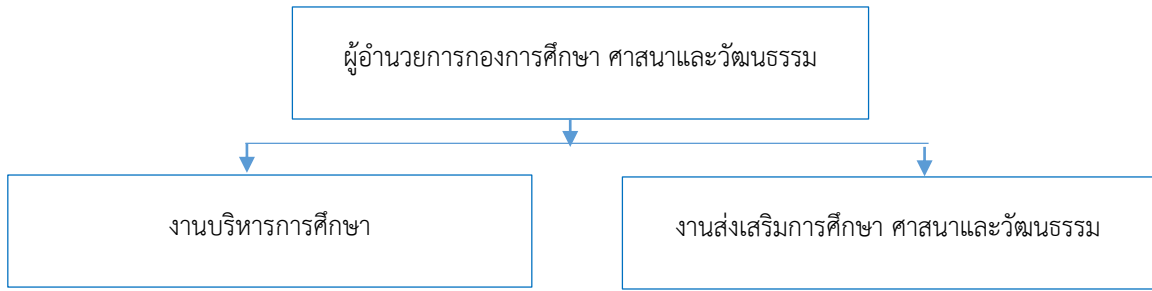 ผู้อำนวยการกองการศึกษา ศาสนาและวัฒนธรรม
งานบริหารการศึกษา
งานส่งเสริมการศึกษา ศาสนาและวัฒนธรรม